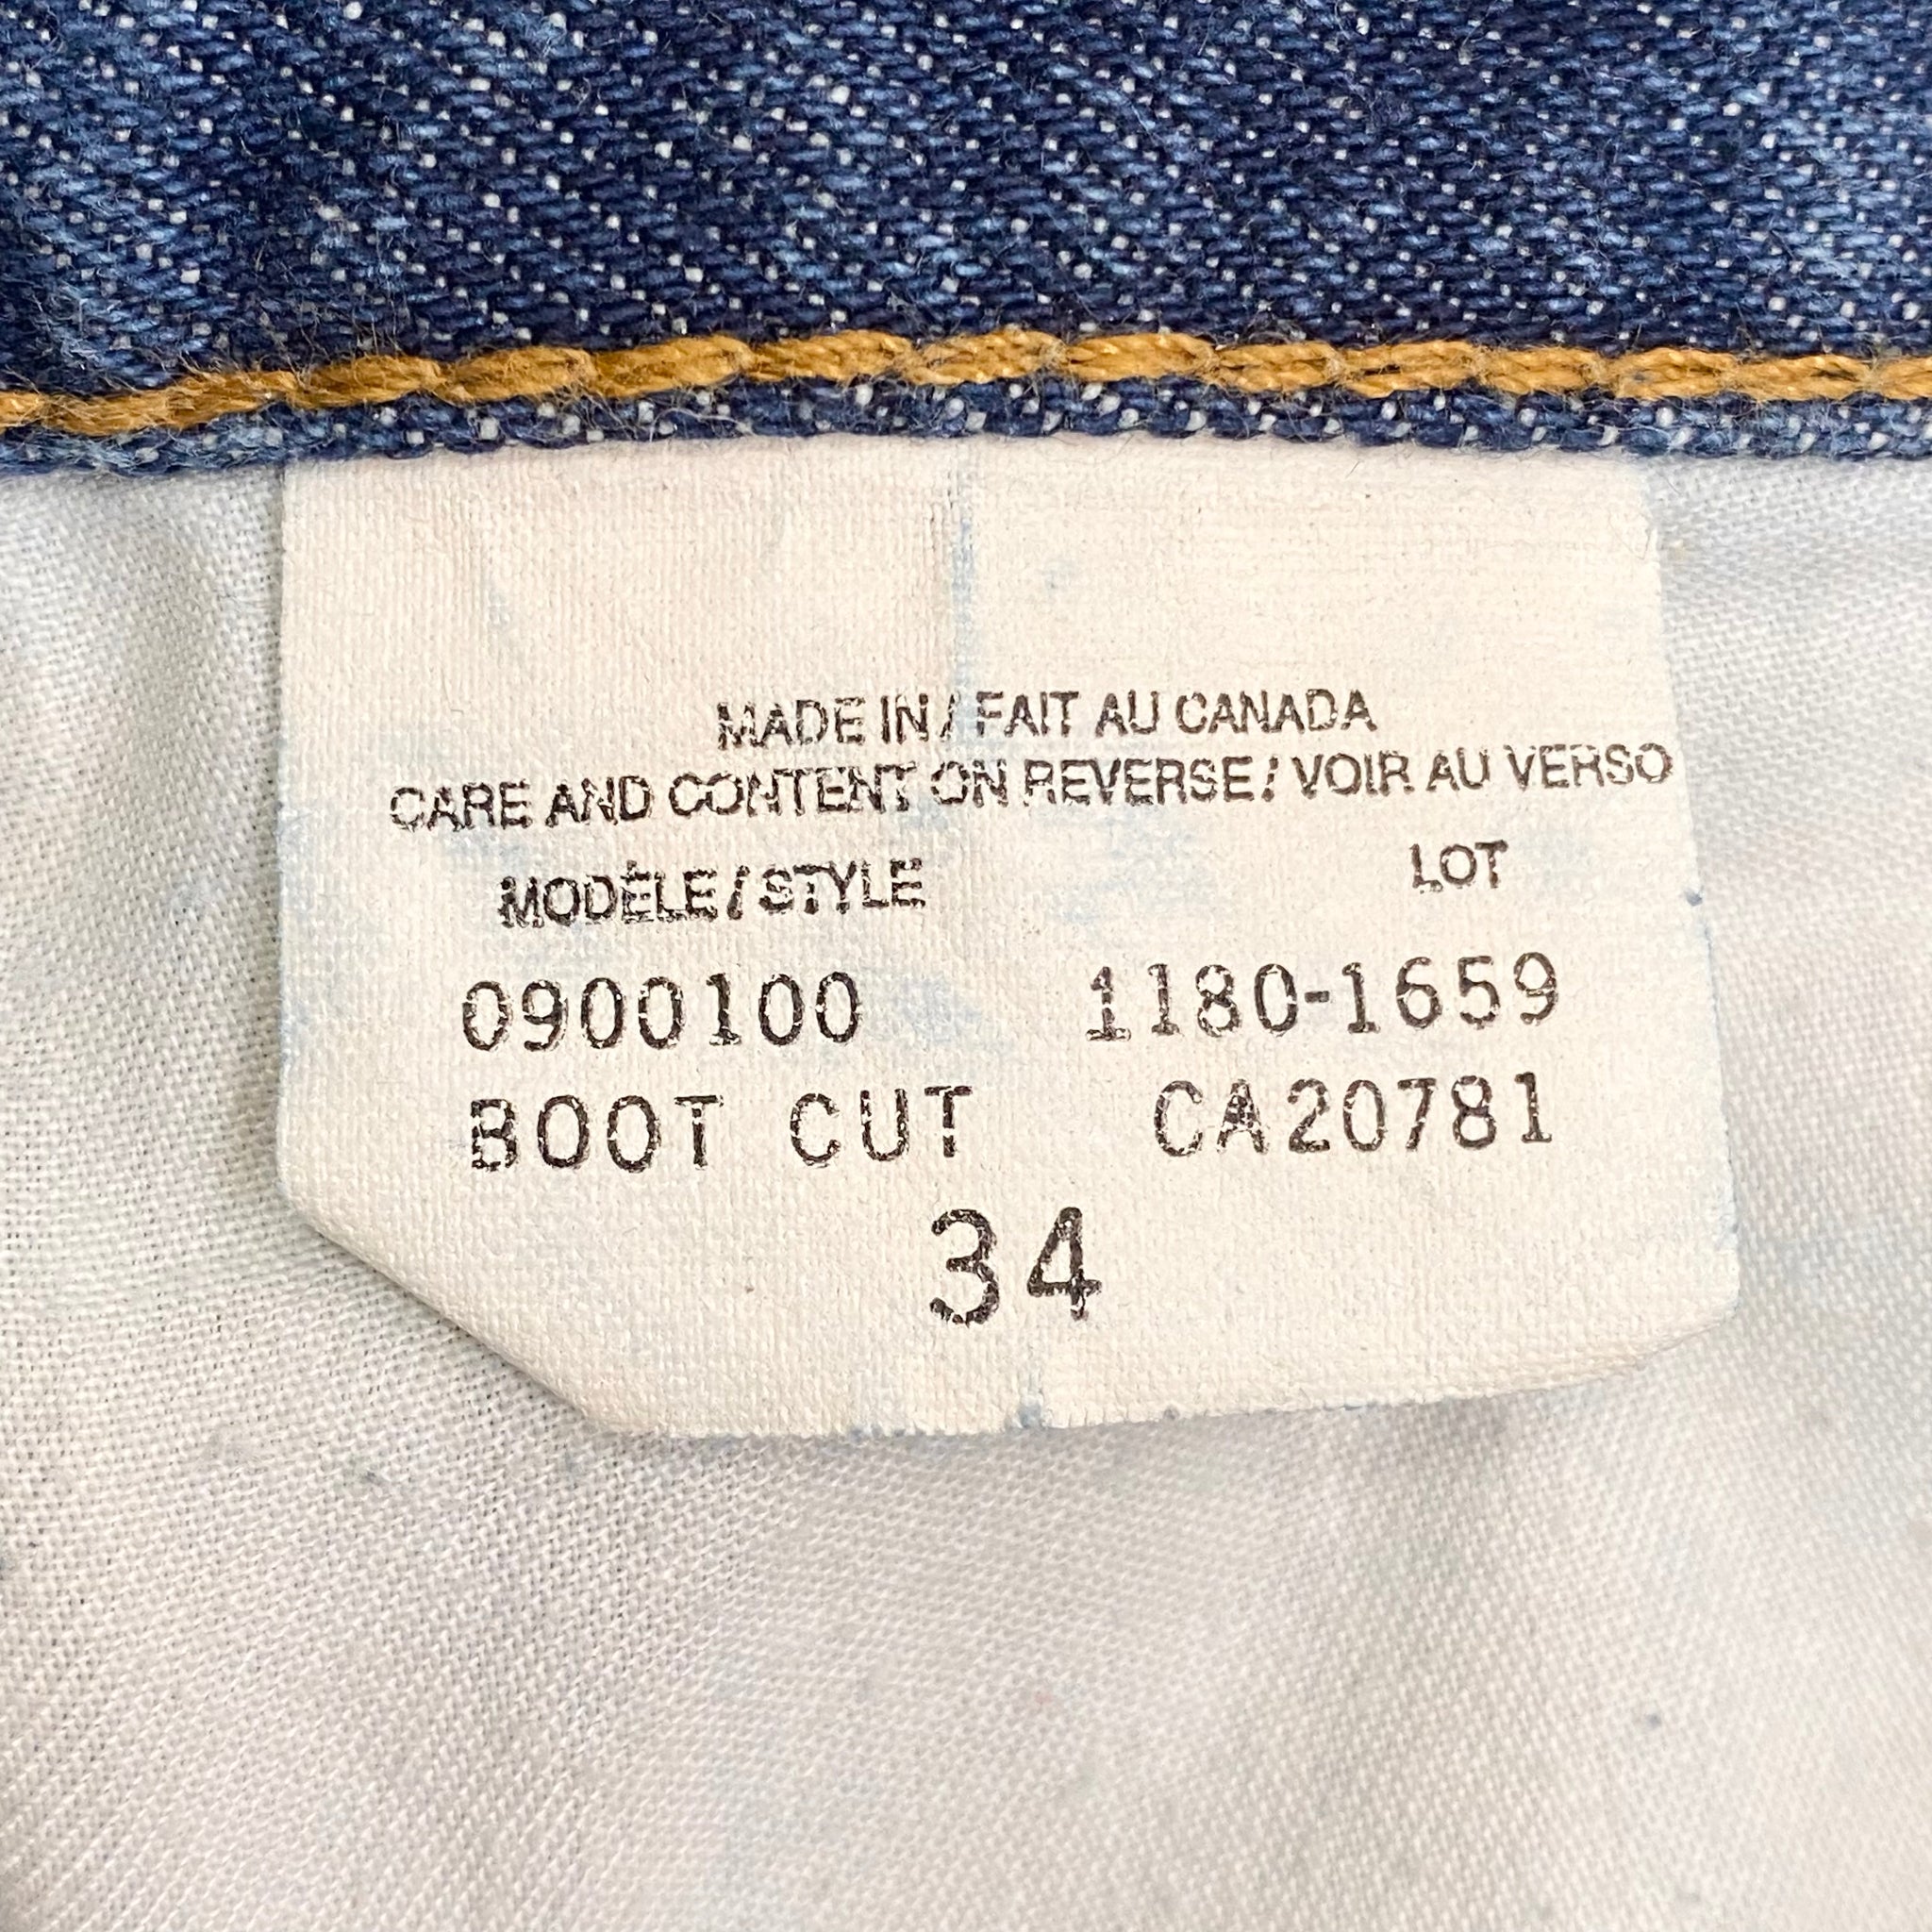 MADE IN / FAIT AU CANADA
CARE AND CONTENT ON REVERSE / VOIR AU VERSO
MODÈLE / STYLE LOT
0900100 1180-1659
BOOT CUT CA20781
34